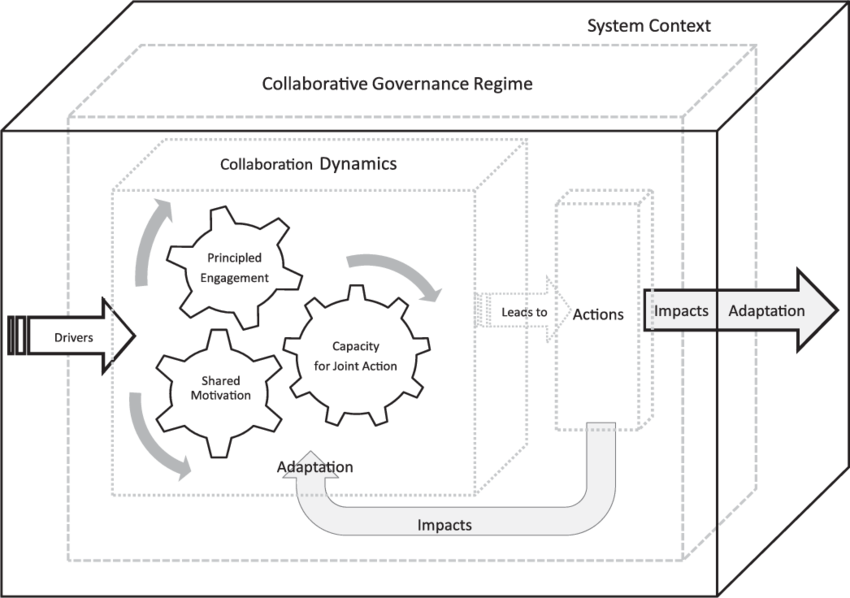 System Context
Collaborative Governance Regime
Collaboration Dynamics
Principled
Engagement
Capacity
for Joint Action
Shared
Motivation
Drivers
Leads to
Actions
Impacts
Adaptation
Adaptation
Impacts